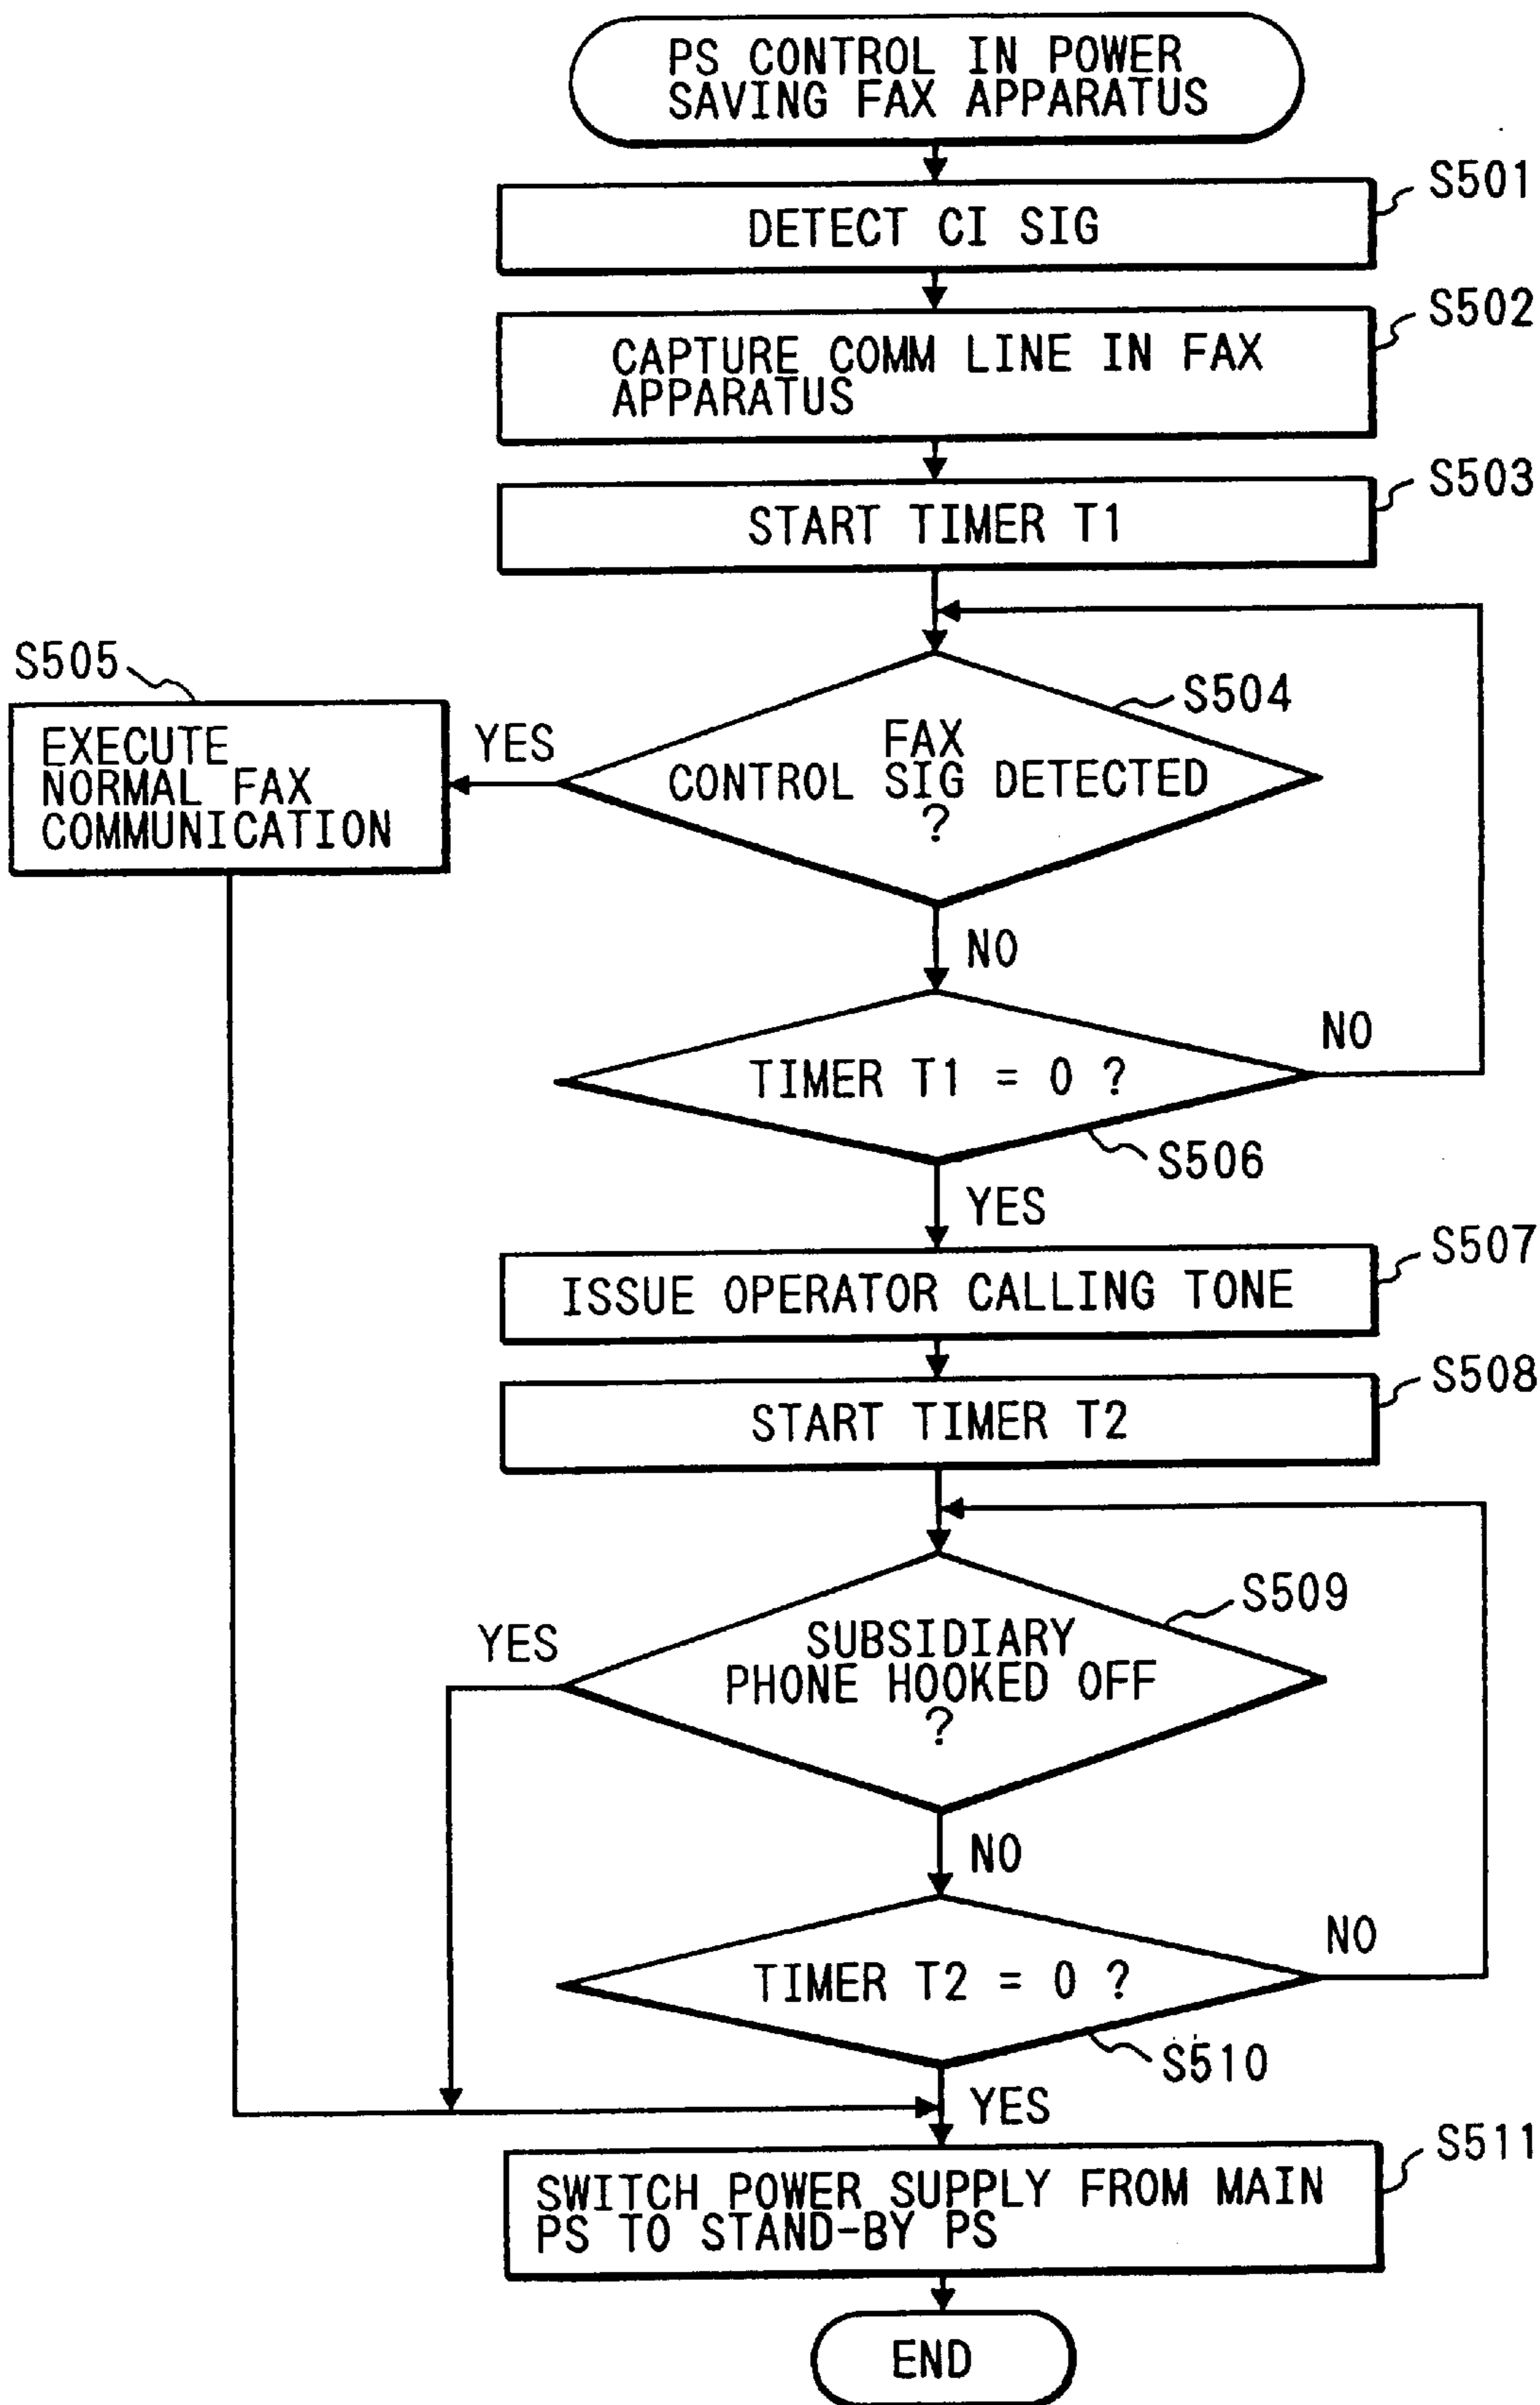 PS CONTROL IN POWER
SAVING FAX APPARATUS
S501
DETECT CI SIG
S502
CAPTURE COMM LINE IN FAX
APPARATUS
S503
START TIMER T1
S505
EXECUTE
NORMAL FAX
COMMUNICATION
YES
S504
FAX
CONTROL SIG DETECTED
?
NO
TIMER T1 = 0 ?
NO
S506
YES
S507
ISSUE OPERATOR CALLING TONE
S508
START TIMER T2
S509
YES
SUBSIDIARY
PHONE HOOKED OFF
?
NO
TIMER T2 = 0 ?
NO
S510
YES
S511
SWITCH POWER SUPPLY FROM MAIN
PS TO STAND-BY PS
END